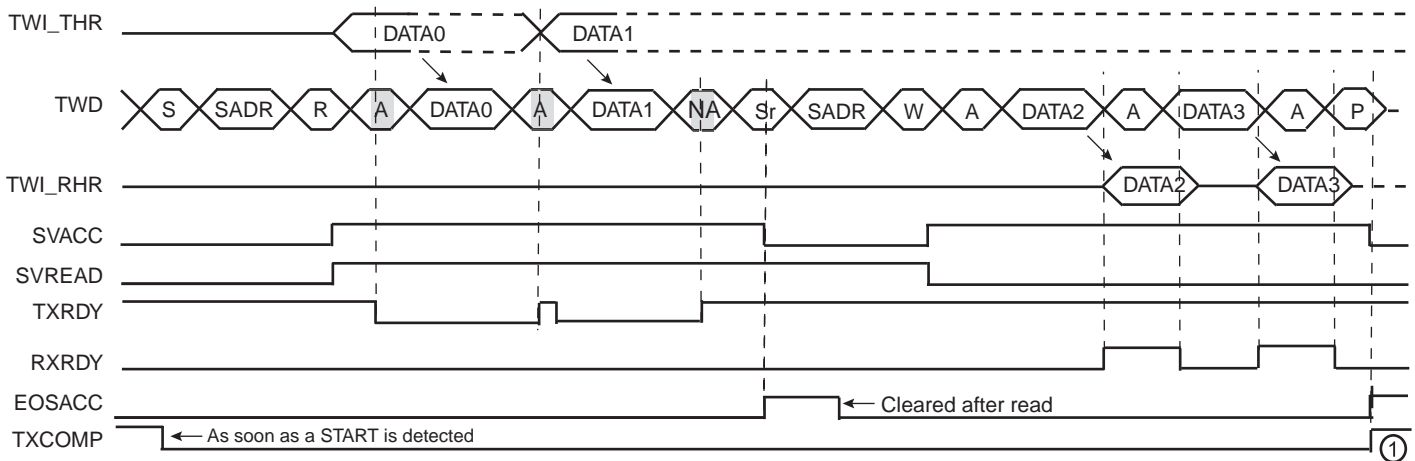 TWI_THR DATA0 DATA1
TWD S SADR R A DATA0 A DATA1 NA Sr SADR W A DATA2 A DATA3 A P
TWI_RHR DATA2 DATA3
SVACC
SVREAD
TXRDY
RXRDY
EOSACC Cleared after read
TXCOMP As soon as a START is detected 1